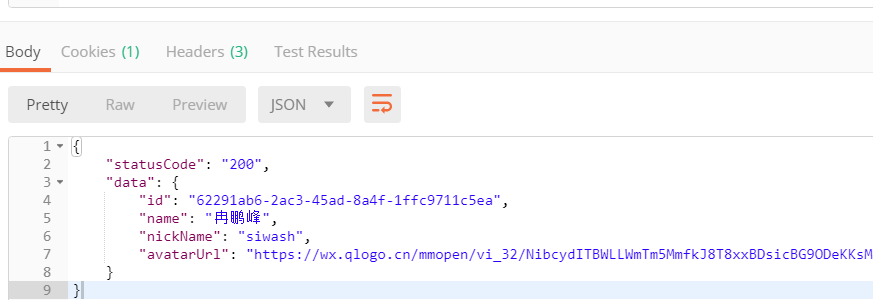 Body Cookies (1) Headers (3) Test Results
Pretty Raw Preview JSON
1 {
2 "statusCode": "200",
3 "data": {
4 "id": "62291ab6-2ac3-45ad-8a4f-1ffc9711c5ea",
5 "name": "冉鹏峰",
6 "nickName": "siwash",
7 "avatarUrl": "https://wx.qlogo.cn/mmopen/vi_32/NibcydITBWLLWmTm5MmfkJ8T8xxBDsicBG9ODeKKsM
8 }
9 }